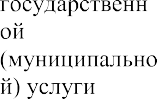 государственн
ой
(муниципально
й) услуги